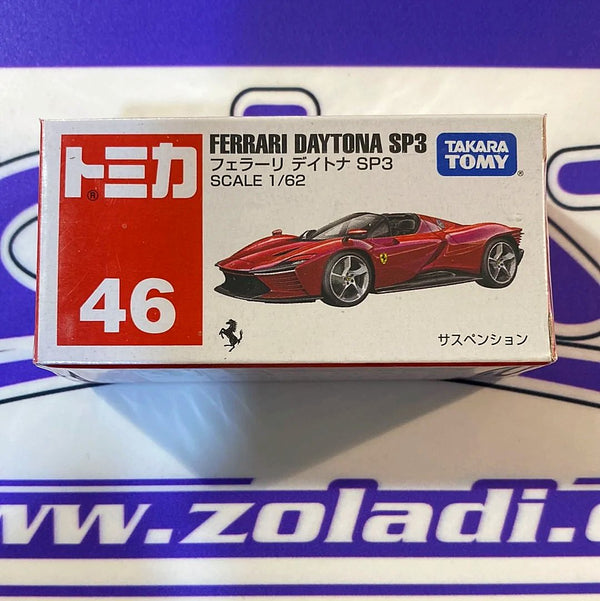 トミカ
®
46
FERRARI DAYTONA SP3
フェラーリ デイトナ SP3
SCALE 1/62
TAKARA
TOMY®
サスペンション
www.zoladi.c